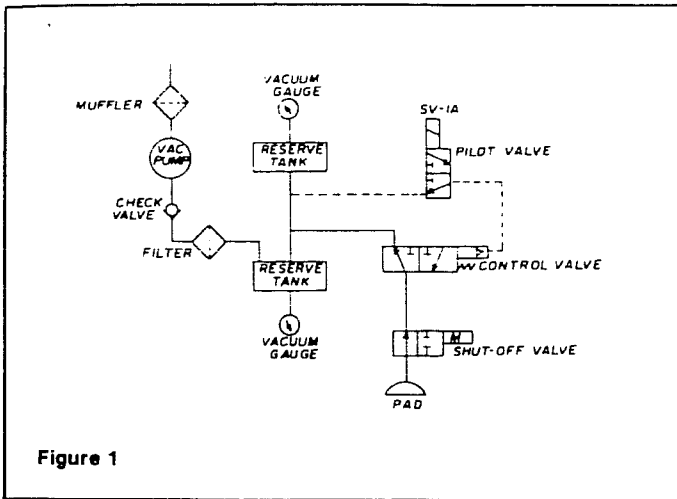 VACUUM
GAUGE
SV-1A
MUFFLER
RESERVE
TANK
PILOT VALVE
VAC
PUMP
CHECK
VALVE
FILTER
RESERVE
TANK
CONTROL VALVE
VACUUM
GAUGE
SHUT-OFF VALVE
PAD
Figure 1